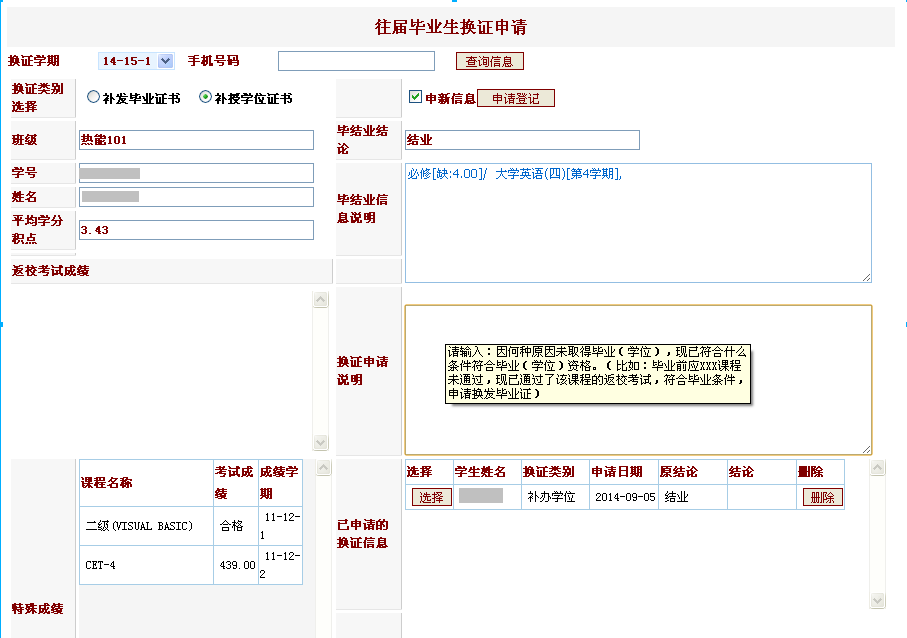 往届毕业生换证申请
换证学期 14-15-1 手机号码 查询信息
换证类别
选择
补发毕业证书 补授学位证书
申新信息 申请登记
班级 热能101
毕结业结
论
结业
学号
姓名
平均学分
积点
3.43
毕结业信
息说明
必修[缺:4.00]/ 大学英语(四)[第4学期],
返校考试成绩
换证申请
说明
请输入：因何种原因未取得毕业（学位），现已符合什么
条件符合毕业（学位）资格。（比如：毕业前应XXX课程
未通过，现已通过了该课程的返校考试，符合毕业条件，
申请换发毕业证）
特殊成绩
课程名称 考试成绩 成绩学期
二级(VISUAL BASIC) 合格 11-12-1
CET-4 439.00 11-12-2
已申请的
换证信息
选择 学生姓名 换证类别 申请日期 原结论 结论 删除
选择 补办学位 2014-09-05 结业 删除